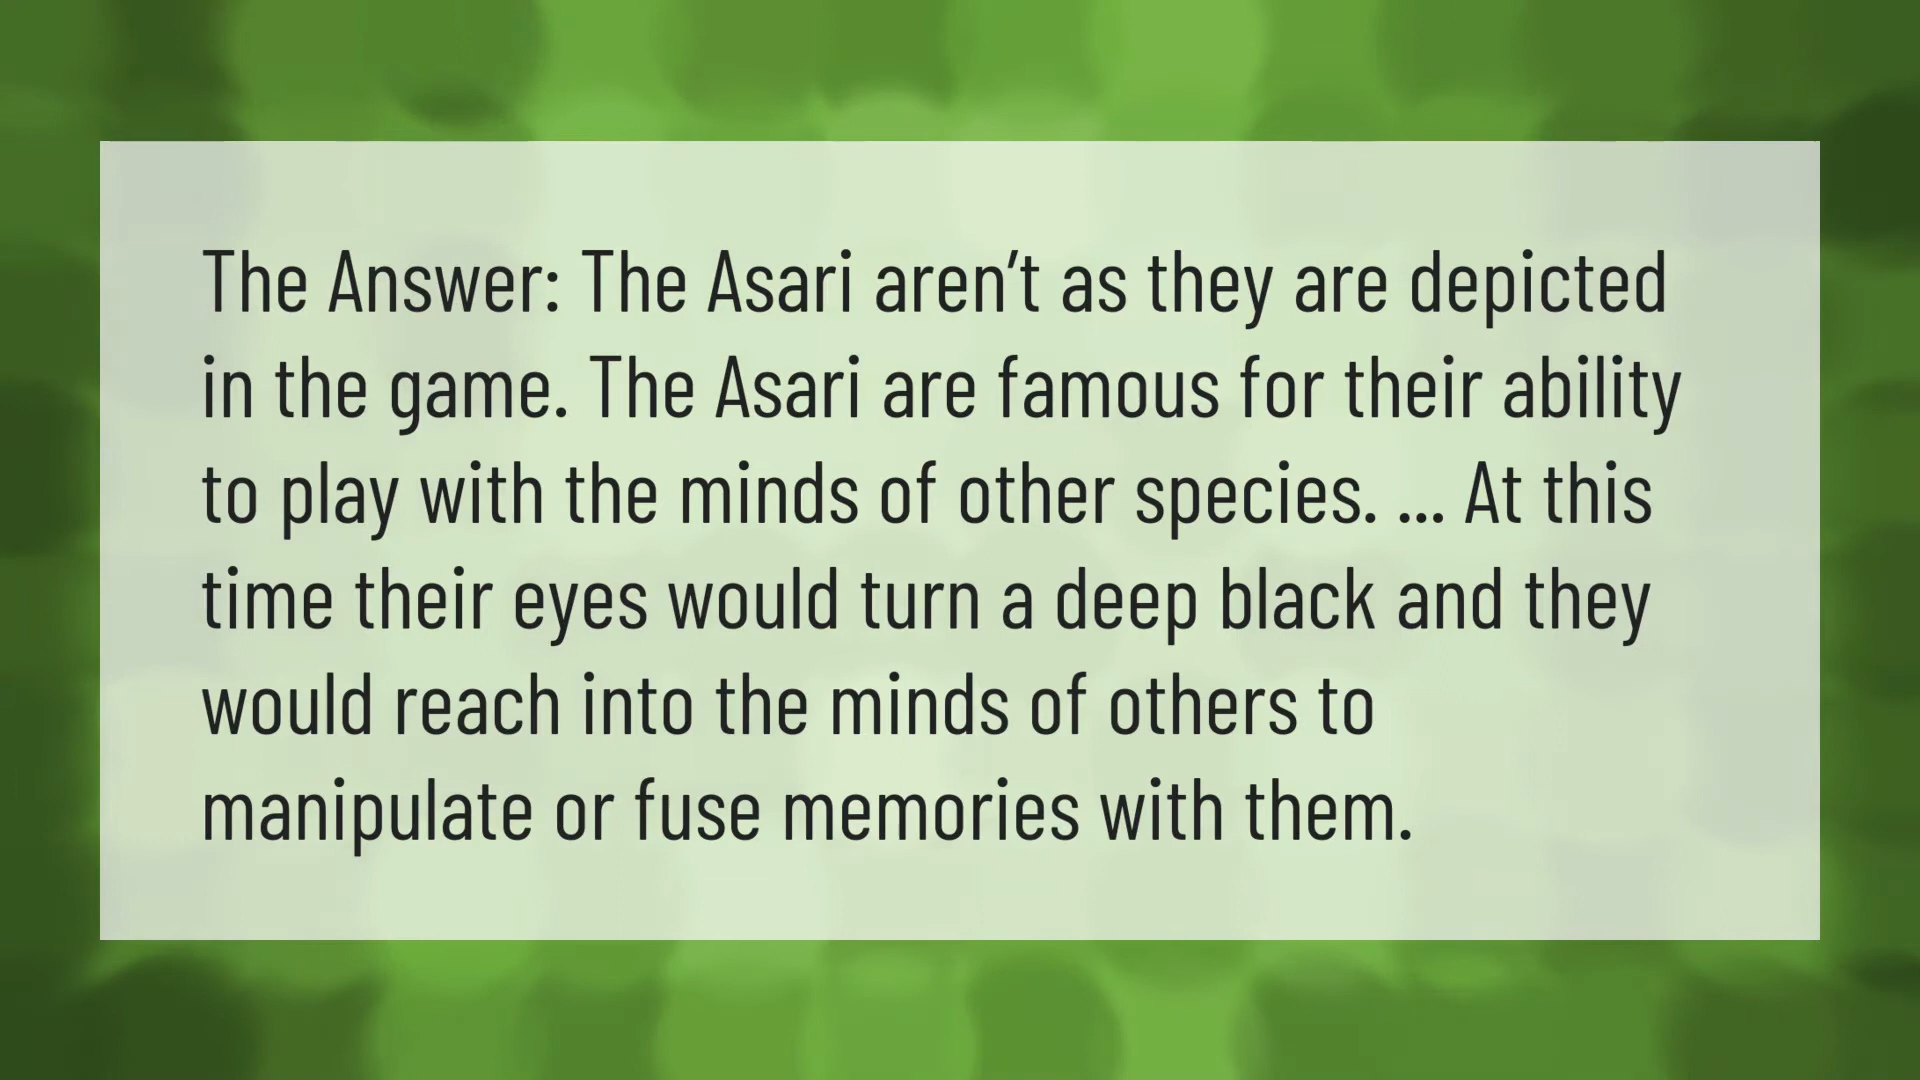 The Answer: The Asari aren’t as they are depicted
in the game. The Asari are famous for their ability
to play with the minds of other species. ... At this
time their eyes would turn a deep black and they
would reach into the minds of others to
manipulate or fuse memories with them.